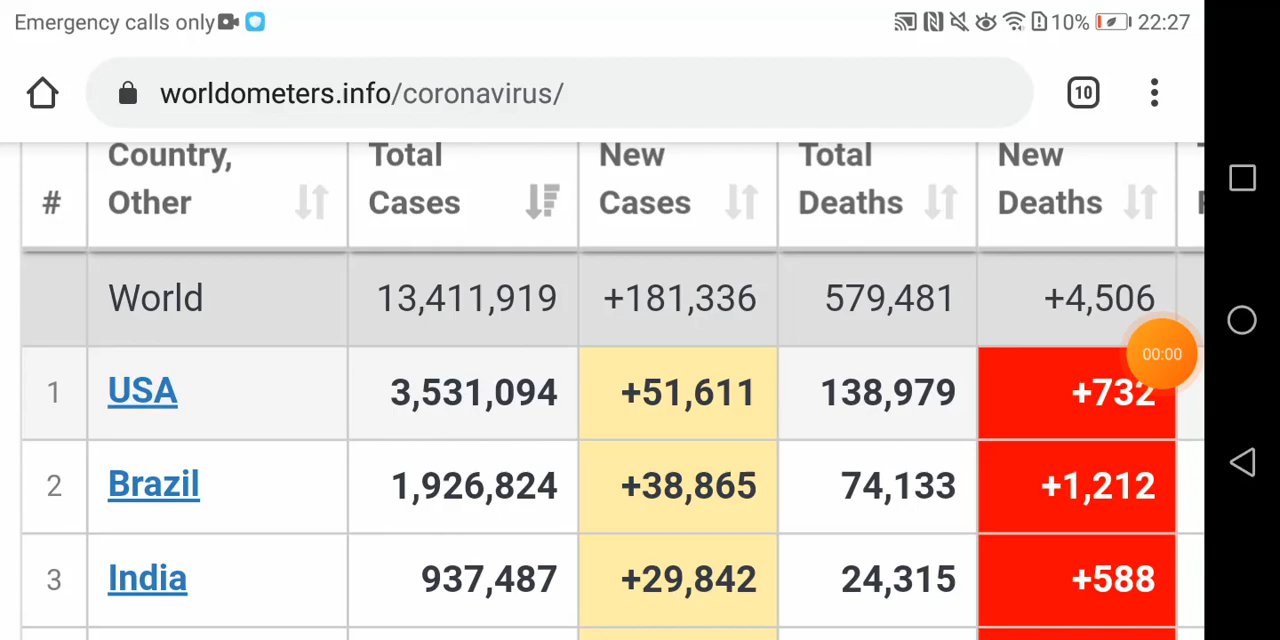 Emergency calls only
10% 22:27
worldometers.info/coronavirus/
10
# Country, Other Total Cases New Cases Total Deaths New Deaths
World 13,411,919 +181,336 579,481 +4,506
00:00
1 USA 3,531,094 +51,611 138,979 +732
2 Brazil 1,926,824 +38,865 74,133 +1,212
3 India 937,487 +29,842 24,315 +588